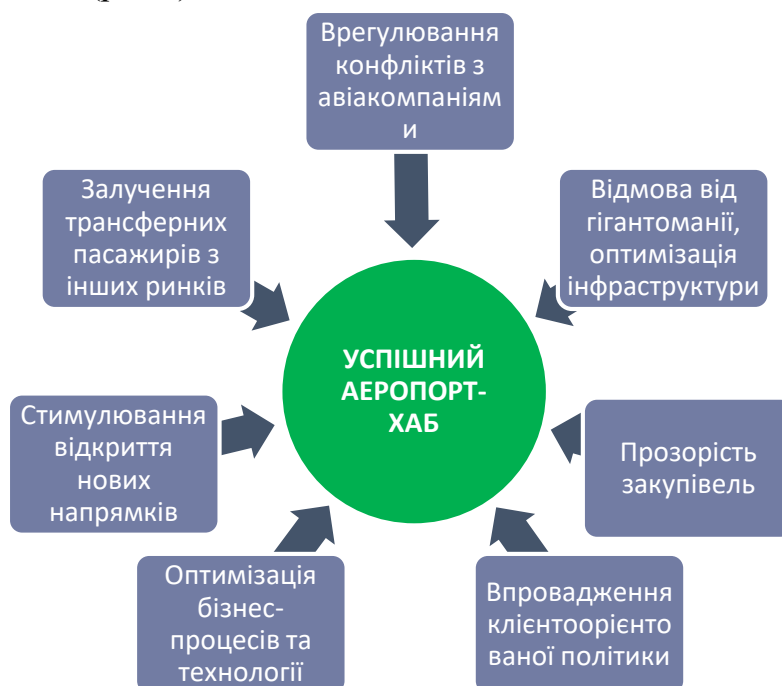 Врегулювання
конфліктів з
авіакомпаніям
и
Залучення
трансферних
пасажирів з
інших ринків
Відмова від
гігантоманії,
оптимізація
інфраструктури
УСПІШНИЙ
АЕРОПОРТ-
ХАБ
Стимулювання
відкриття
нових
напрямків
Прозорість
закупівель
Оптимізація
бізнес-
процесів та
технології
Впровадження
клієнтоорієнто
ваної політики